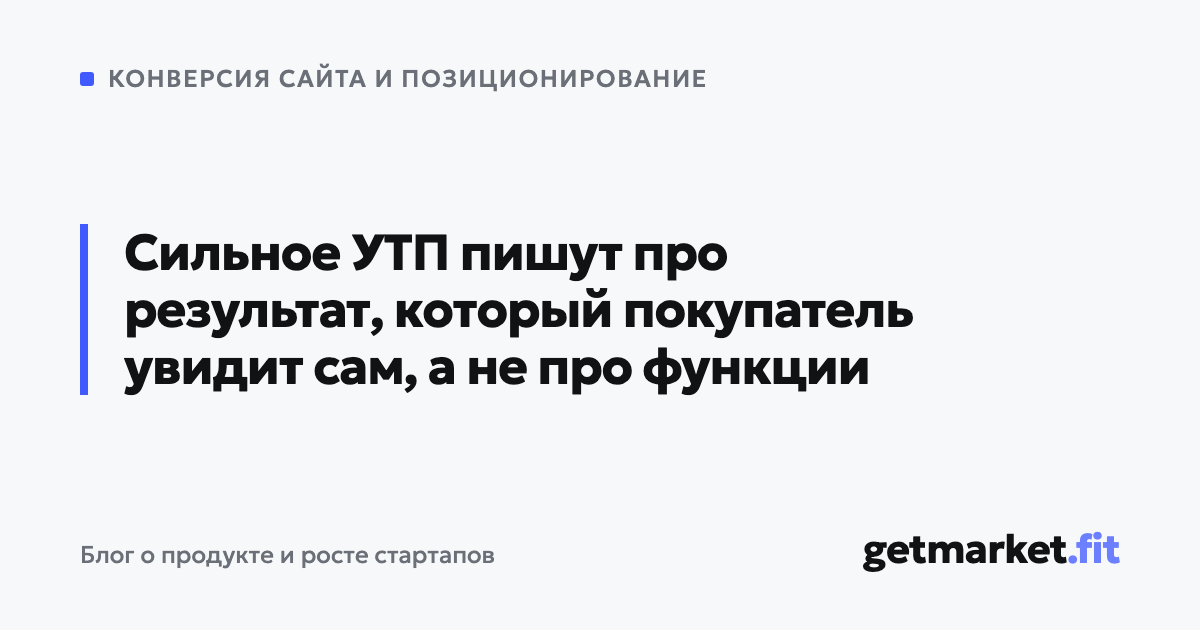 КОНВЕРСИЯ САЙТА И ПОЗИЦИОНИРОВАНИЕ
Сильное УТП пишут про
результат, который покупатель
увидит сам, а не про функции
Блог о продукте и росте стартапов
getmarket.fit